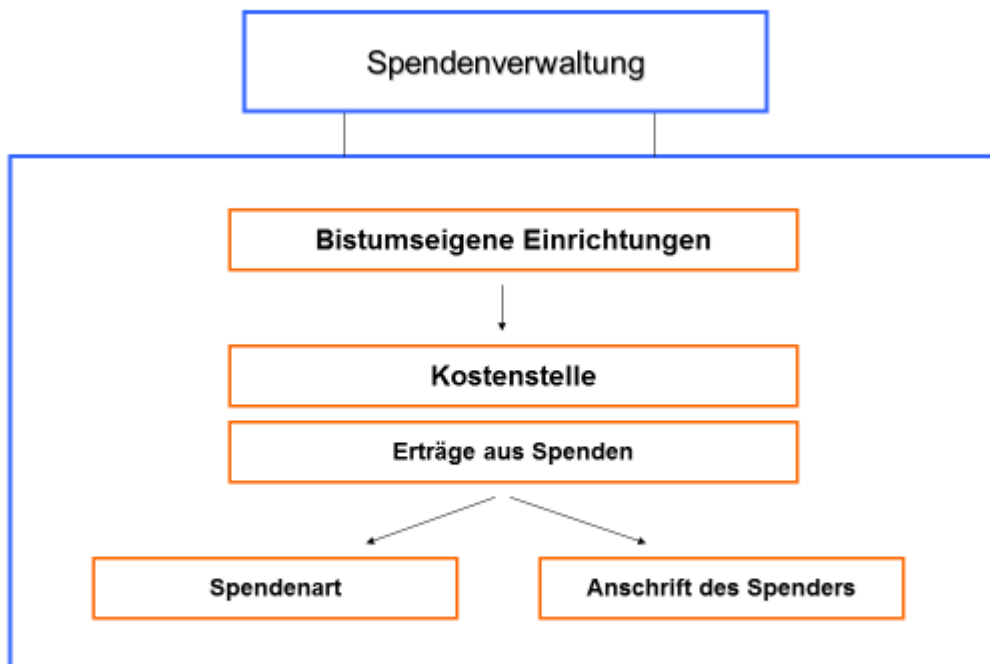 Spendenverwaltung
Bistumseigene Einrichtungen
Kostenstelle
Erträge aus Spenden
Spendenart
Anschrift des Spenders